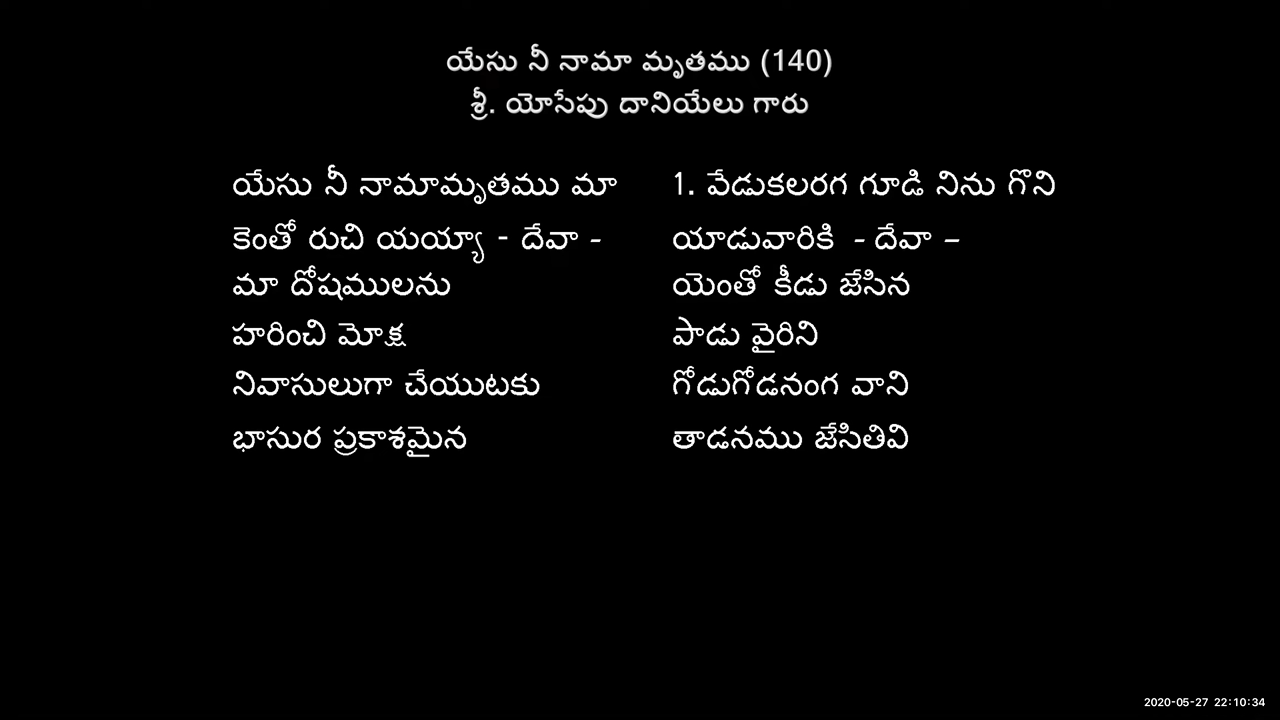 యేసు నీ నామా మృతము (140)
శ్రీ. యోసేపు దానియేలు గారు
యేసు నీ నామామృతము మా
కెంతో రుచి యయ్యా - దేవా -
మా దోషములను
హరించి మోక్ష
నివాసులుగా చేయుటకు
భాసుర ప్రకాశమైన
1. వేడుకలరగ గూడి నిను గొని
యాడువారికి - దేవా –
యెంతో కీడు జేసిన
పాడు వైరిని
గోడుగోడనంగ వాని
తాడనము జేసితివి
2020-05-27 22:10:34